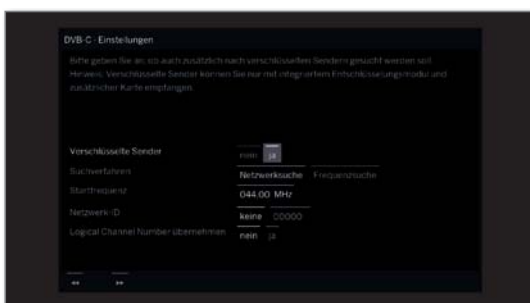 DVB-C - Einstellungen
Bitte geben Sie an, ob auch zusätzlich nach verschlüsselten Sendern gesucht werden soll
Hinweis: Verschlüsselte Sender können Sie nur mit integriertem Entschlüsselungsmodul und
zusätzlicher Karte empfangen.
Verschlüsselte Sender nein ja
Suchverfahren Netzwerksuche Frequenzsuche
Startfrequenz 044.00 MHz
Netzwerk-ID keine 00000
Logical Channel Number übernehmen nein ja